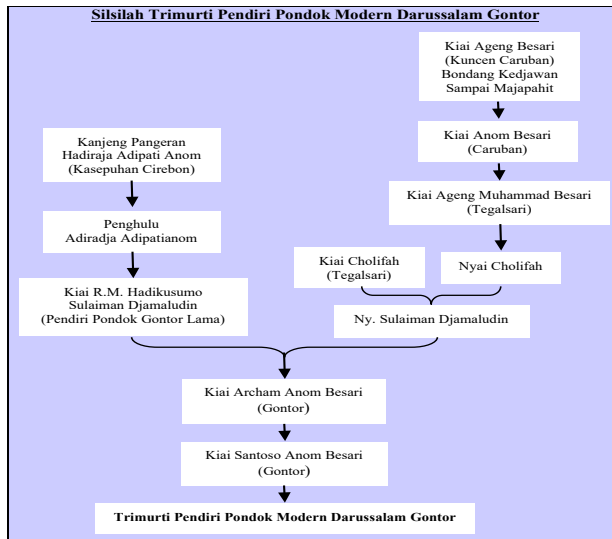 Silsilah Trimurti Pendiri Pondok Modern Darussalam Gontor
Kiai Ageng Besari
(Kuncen Caruban)
Bondang Kedjawan
Sampai Majapahit
Kanjeng Pangeran
Hadiraja Adipati Anom
(Kasepuhan Cirebon)
Kiai Anom Besari
(Caruban)
Kiai Ageng Muhammad Besari
(Tegalsari)
Penghulu
Adiradja Adipatianom
Kiai Cholifah
(Tegalsari)
Nyai Cholifah
Kiai R.M. Hadikusumo
Sulaiman Djamaludin
(Pendiri Pondok Gontor Lama)
Ny. Sulaiman Djamaludin
Kiai Archam Anom Besari
(Gontor)
Kiai Santoso Anom Besari
(Gontor)
Trimurti Pendiri Pondok Modern Darussalam Gontor